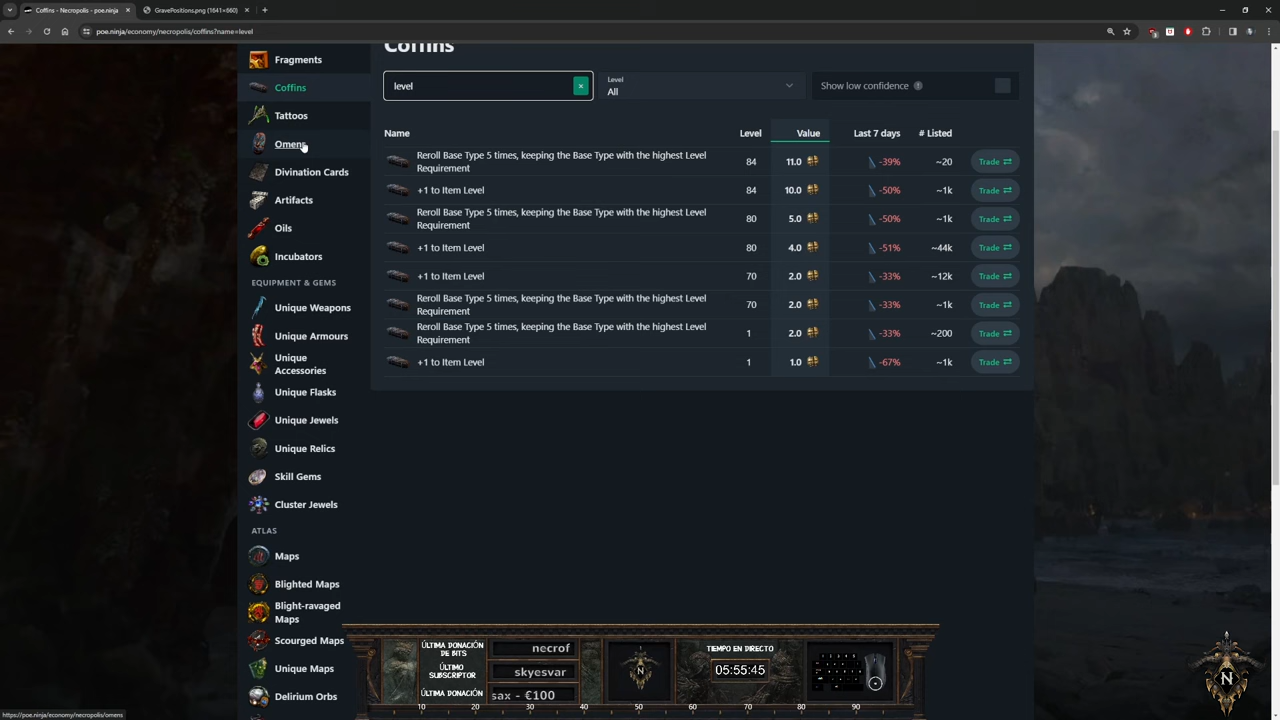 Coffins - Necropolis - poe.ninja
GravePositions.png (1641×660)
poe.ninja/economy/necropolis/coffins?name=level
Fragments
Coffins
Tattoos
Omens
Divination Cards
Artifacts
Oils
Incubators
EQUIPMENT & GEMS
Unique Weapons
Unique Armours
Unique
Accessories
Unique Flasks
Unique Jewels
Unique Relics
Skill Gems
Cluster Jewels
ATLAS
Maps
Blighted Maps
Blight-ravaged
Maps
Scourged Maps
Unique Maps
Delirium Orbs
Coffins
level
Level
All
Show low confidence
Name Level Value Last 7 days # Listed
Reroll Base Type 5 times, keeping the Base Type with the highest Level
Requirement
84 11.0 -39% ~20 Trade
+1 to Item Level 84 10.0 -50% ~1k Trade
Reroll Base Type 5 times, keeping the Base Type with the highest Level
Requirement
80 5.0 -50% ~1k Trade
+1 to Item Level 80 4.0 -51% ~44k Trade
+1 to Item Level 70 2.0 -33% ~12k Trade
Reroll Base Type 5 times, keeping the Base Type with the highest Level
Requirement
70 2.0 -33% ~1k Trade
Reroll Base Type 5 times, keeping the Base Type with the highest Level
Requirement
1 2.0 -33% ~200 Trade
+1 to Item Level 1 1.0 -67% ~1k Trade
ÚLTIMA DONACIÓN
DE BITS
necrof
ÚLTIMO
SUBSCRIPTOR
skyesvar
ÚLTIMA DONACIÓN
sax - €100
N
TIEMPO EN DIRECTO
05:55:45
10 20 30 40 50 60 70 80 90
N
https://poe.ninja/economy/necropolis/omens